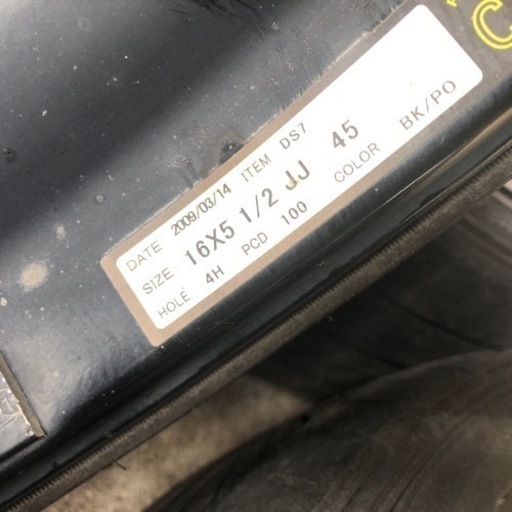 DATE 2009/03/14 ITEM DS7
SIZE 16X5 1/2 JJ 45
HOLE 4H PCD 100 COLOR BK/PO
C